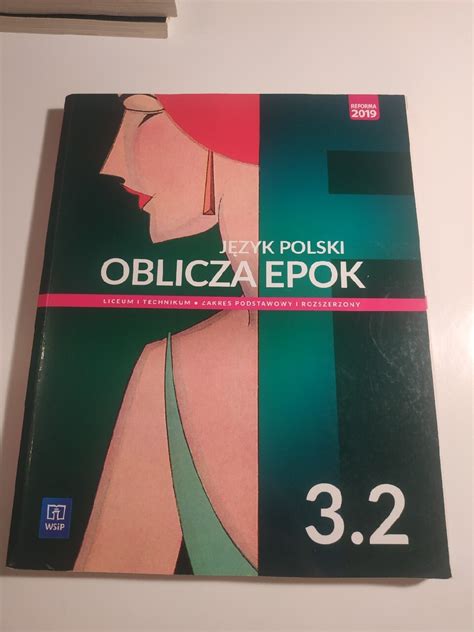 REFORMA
2019
JĘZYK POLSKI
OBLICZA EPOK
LICEUM I TECHNIKUM • ZAKRES PODSTAWOWY I ROZSZERZONY
WSiP
3.2